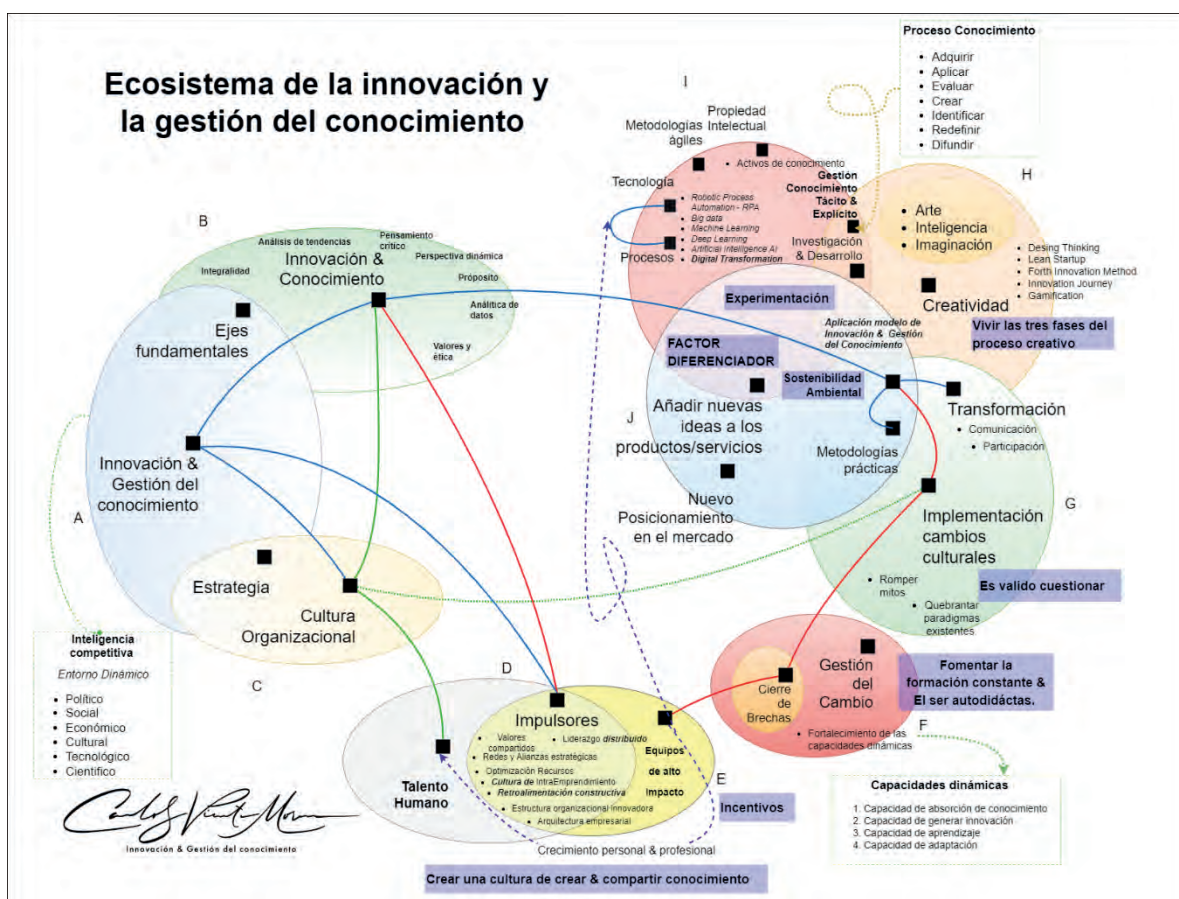 Ecosistema de la innovación y
la gestión del conocimiento
Proceso Conocimiento
• Adquirir
• Aplicar
• Evaluar
• Crear
• Identificar
• Redefinir
• Difundir
I
Propiedad
Intelectual
Metodologías
ágiles
• Activos de conocimiento
Tecnología
Gestión
Conocimiento
Tácito &
Explícito
• Robotic Process
Automation - RPA
• Big data
• Machine Learning
• Deep Learning
• Artificial Intelligence AI
• Digital Transformation
Procesos
Investigación
& Desarrollo
H
• Arte
• Inteligencia
• Imaginación
• Desing Thinking
• Lean Startup
• Forth Innovation Method
• Innovation Journey
• Gamification
Creatividad
Vivir las tres fases del
proceso creativo
B
Análisis de tendencias
Pensamiento
crítico
Innovación &
Conocimiento
Perspectiva dinámica
Integralidad
Própósito
Análitica de
datos
Valores y
ética
Ejes
fundamentales
Innovación &
Gestión del
conocimiento
A
Estrategia
Cultura
Organizacional
C
Experimentación
Aplicación modelo de
Innovación & Gestión
del Conocimiento
FACTOR
DIFERENCIADOR
Sostenibilidad
Ambiental
J
Añadir nuevas
ideas a los
productos/servicios
Metodologías
prácticas
Nuevo
Posicionamiento
en el mercado
Transformación
• Comunicación
• Participación
G
Implementación
cambios
culturales
Es valido cuestionar
• Romper
mitos
• Quebrantar
paradigmas
existentes
Inteligencia
competitiva
Entorno Dinámico
• Político
• Social
• Económico
• Cultural
• Tecnológico
• Científico
Innovación & Gestión del conocimiento
D
Impulsores
• Valores
compartidos
• Liderazgo distribuido
• Redes y Alianzas estratégicas
• Optimización Recursos
• Cultura de IntraEmprendimiento
• Retroalimentación constructiva
• Estructura organizacional innovadora
• Arquitectura empresarial
Talento
Humano
Equipos
de alto
impacto
E
Incentivos
Crecimiento personal & profesional
Crear una cultura de crear & compartir conocimiento
Gestión
del
Cambio
Cierre
de
Brechas
• Fortalecimiento de las
capacidades dinámicas
Fomentar la
formación constante &
El ser autodidáctas.
F
Capacidades dinámicas
1. Capacidad de absorción de conocimiento
2. Capacidad de generar innovación
3. Capacidad de aprendizaje
4. Capacidad de adaptación